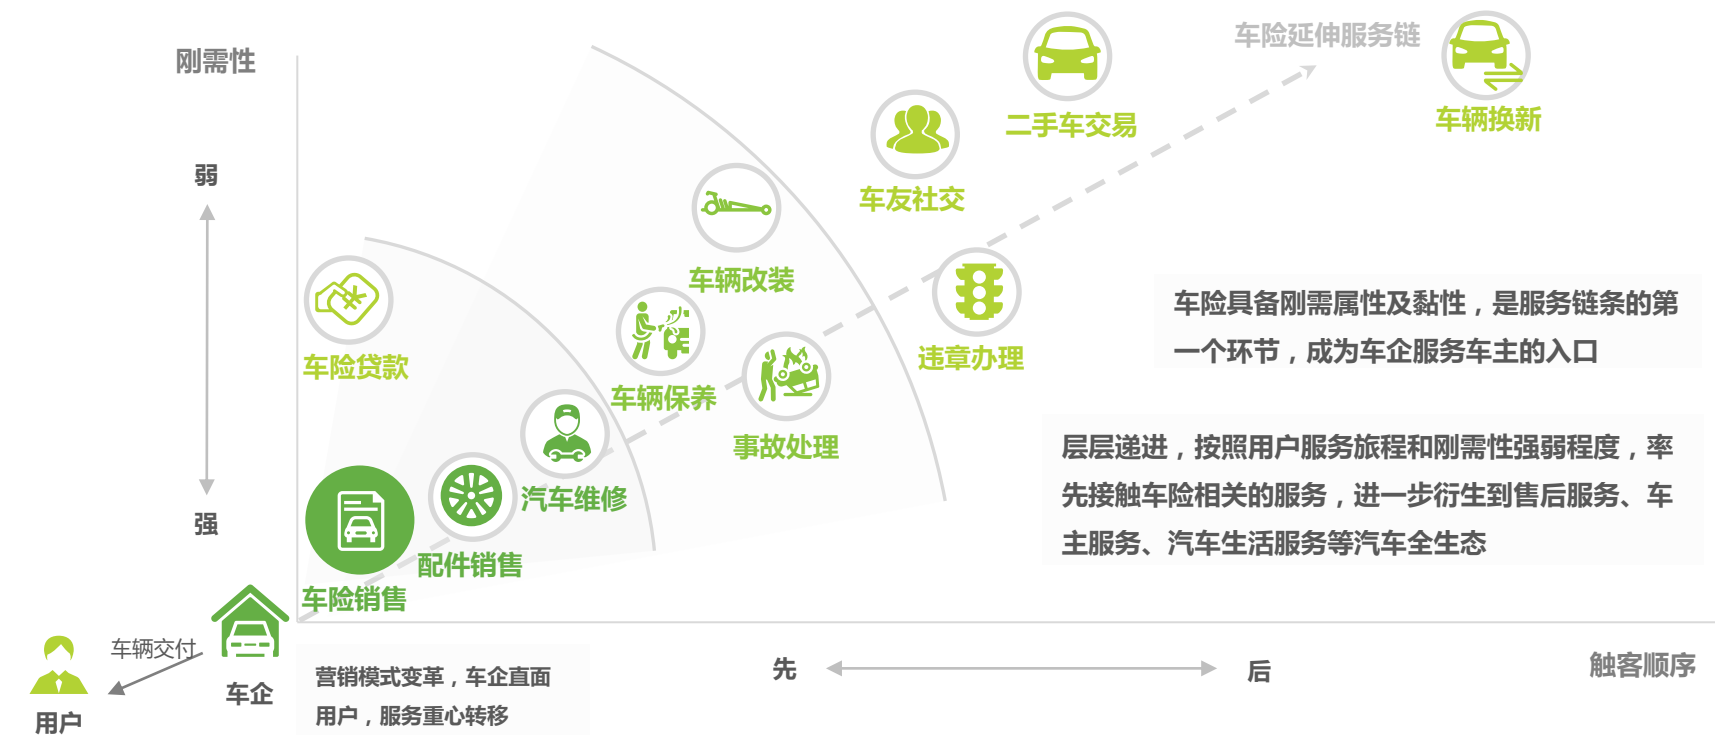 车险延伸服务链
刚需性
车辆换新
二手车交易
弱
车友社交
车辆改装
车险具备刚需属性及黏性，是服务链条的第
一个环节，成为车企服务车主的入口
违章办理
车险贷款
车辆保养
事故处理
层层递进，按照用户服务旅程和刚需性强弱程度，率
先接触车险相关的服务，进一步衍生到售后服务、车
主服务、汽车生活服务等汽车全生态
汽车维修
强
配件销售
车险销售
车辆交付
车企
用户
营销模式变革，车企直面
用户，服务重心转移
先
后
触客顺序